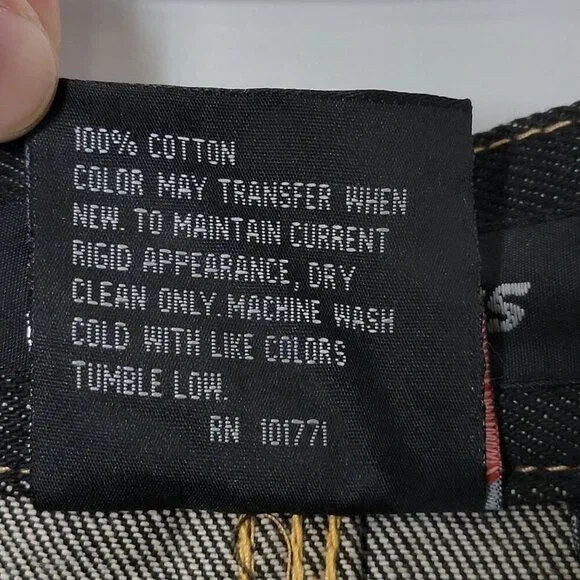 100% COTTON
COLOR MAY TRANSFER WHEN
NEW. TO MAINTAIN CURRENT
RIGID APPEARANCE, DRY
CLEAN ONLY. MACHINE WASH
COLD WITH LIKE COLORS
TUMBLE LOW.
RN 101771
S